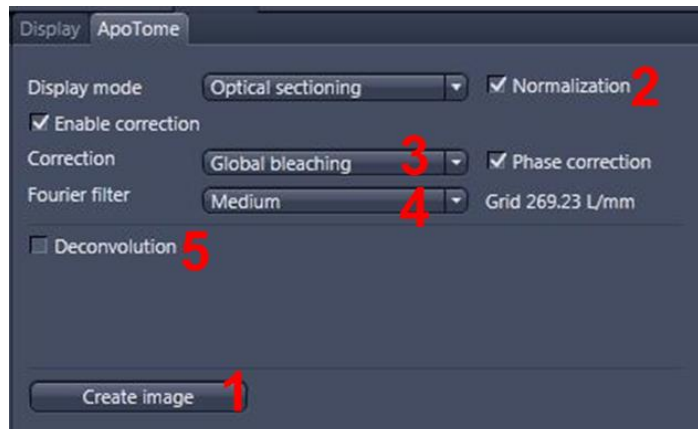 Display ApoTome
Display mode Optical sectioning Normalization 2
Enable correction
Correction Global bleaching 3 Phase correction
Fourier filter Medium 4 Grid 269.23 L/mm
Deconvolution 5
Create image 1